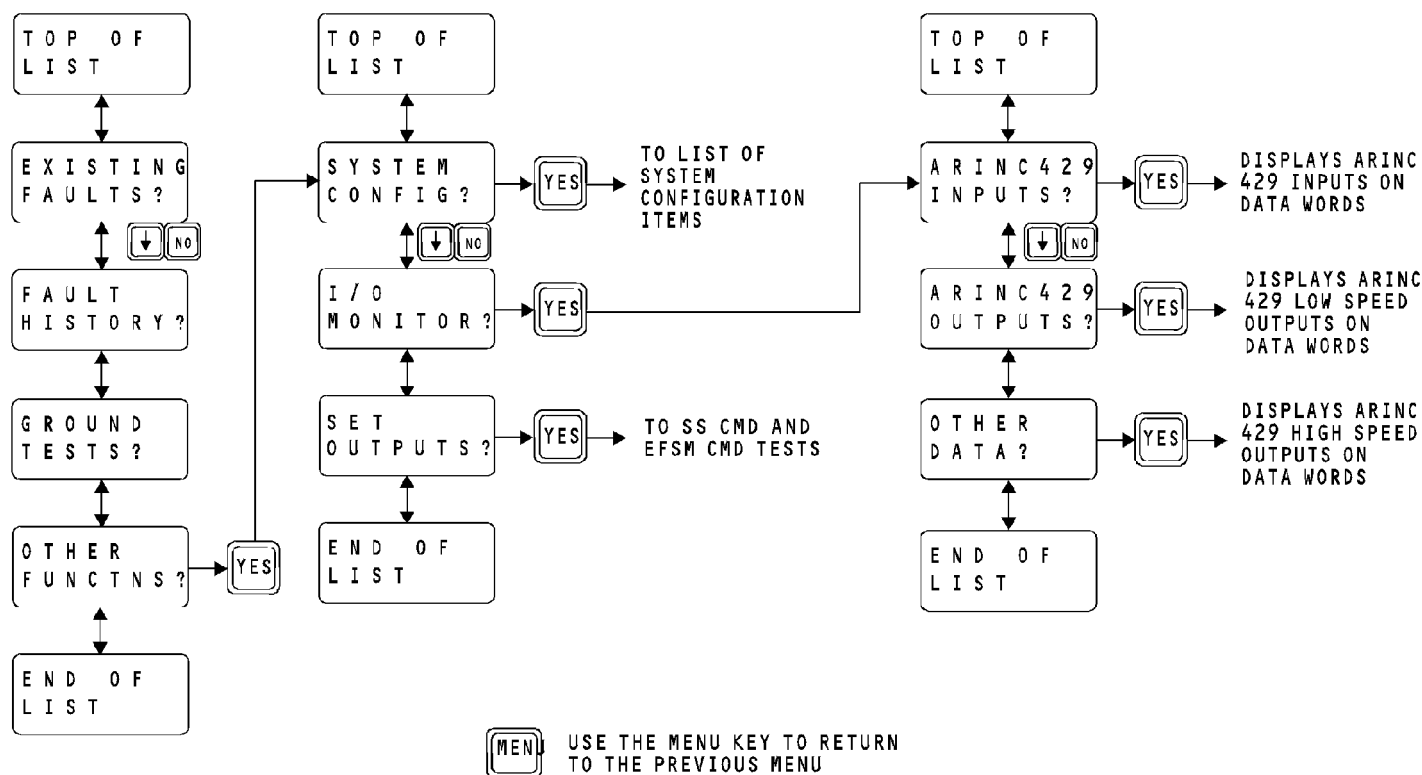 TOP OF
LIST
EXISTING
FAULTS?
NO
FAULT
HISTORY?
GROUND
TESTS?
OTHER
FUNCTNS?
YES
END OF
LIST
TOP OF
LIST
SYSTEM
CONFIG?
YES
TO LIST OF
SYSTEM
CONFIGURATION
ITEMS
NO
I/O
MONITOR?
YES
SET
OUTPUTS?
YES
TO SS CMD AND
EFSM CMD TESTS
END OF
LIST
TOP OF
LIST
ARINC429
INPUTS?
YES
DISPLAYS ARINC
429 INPUTS ON
DATA WORDS
NO
ARINC429
OUTPUTS?
YES
DISPLAYS ARINC
429 LOW SPEED
OUTPUTS ON
DATA WORDS
OTHER
DATA?
YES
DISPLAYS ARINC
429 HIGH SPEED
OUTPUTS ON
DATA WORDS
END OF
LIST
MEN
USE THE MENU KEY TO RETURN
TO THE PREVIOUS MENU